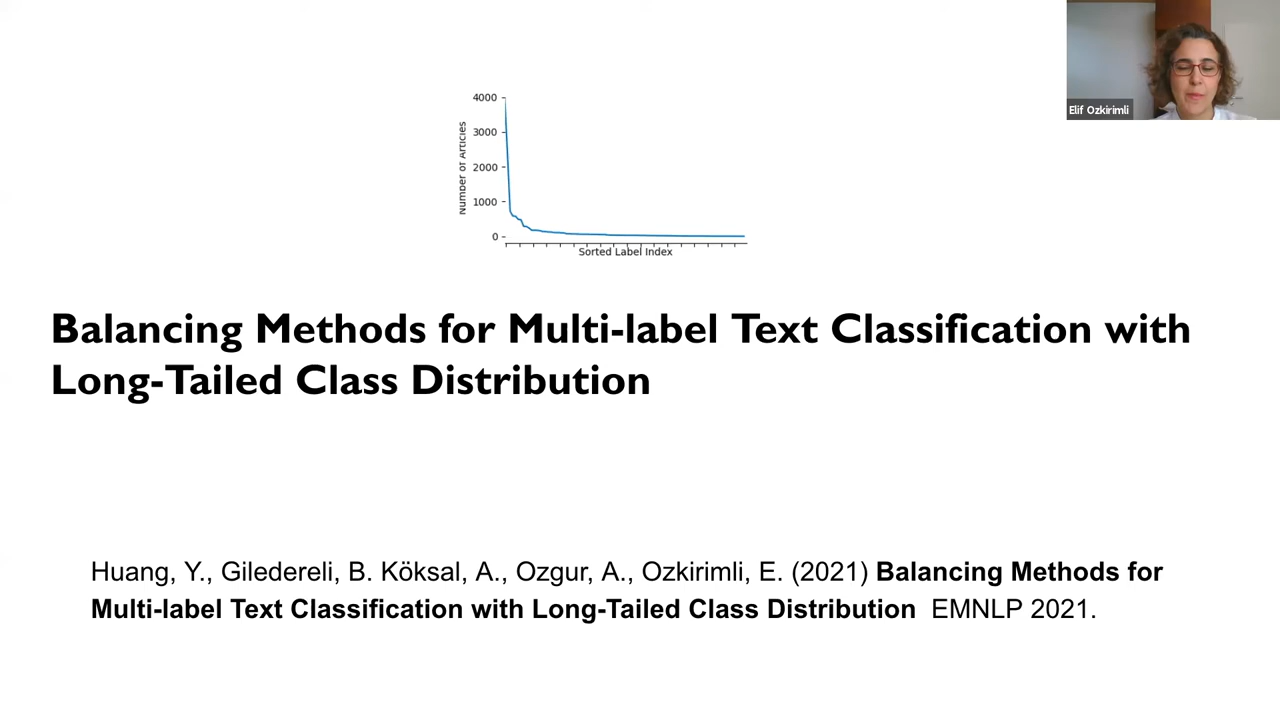 Elif Ozkirimli
4000
3000
2000
1000
0
Number of Articles
Sorted Label Index
Balancing Methods for Multi-label Text Classification with
Long-Tailed Class Distribution
Huang, Y., Giledereli, B. Köksal, A., Ozgur, A., Ozkirimli, E. (2021) Balancing Methods for
Multi-label Text Classification with Long-Tailed Class Distribution EMNLP 2021.